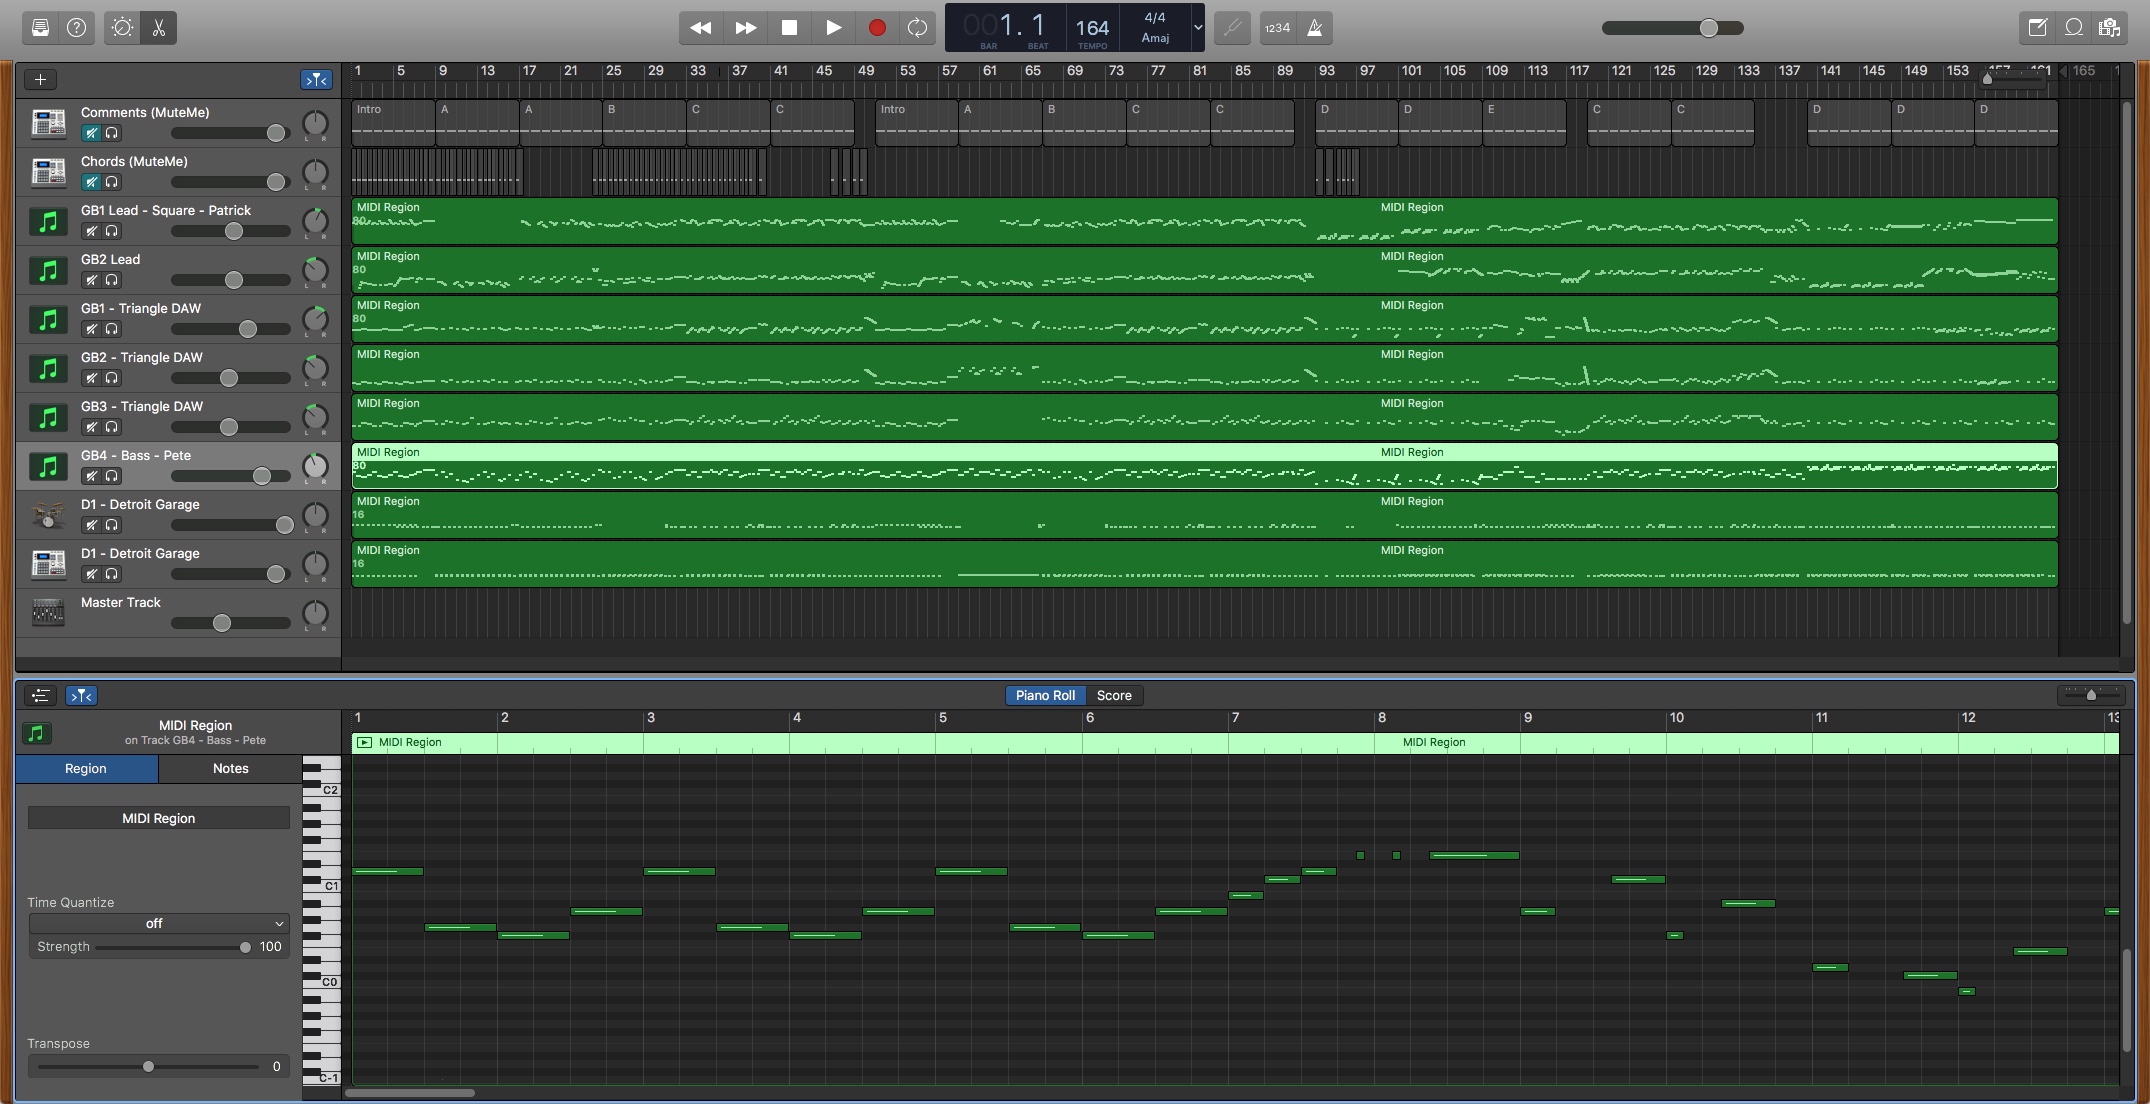 001.1
BAR BEAT
164
TEMPO
4/4
Amaj
1234
1 5 9 13 17 21 25 29 33 37 41 45 49 53 57 61 65 69 73 77 81 85 89 93 97 101 105 109 113 117 121 125 129 133 137 141 145 149 153 157 161 165
Comments (MuteMe)
L R
Intro A A B C C Intro A B C C D D E C C D D D
Chords (MuteMe)
L R
GB1 Lead - Square - Patrick
L R
MIDI Region MIDI Region
80
GB2 Lead
L R
MIDI Region MIDI Region
80
GB1 - Triangle DAW
L R
MIDI Region MIDI Region
80
GB2 - Triangle DAW
L R
MIDI Region MIDI Region
GB3 - Triangle DAW
L R
MIDI Region MIDI Region
GB4 - Bass - Pete
L R
MIDI Region MIDI Region
80
D1 - Detroit Garage
L R
MIDI Region MIDI Region
16
D1 - Detroit Garage
L R
MIDI Region MIDI Region
16
Master Track
L R
Piano Roll Score
MIDI Region
on Track GB4 - Bass - Pete
1 2 3 4 5 6 7 8 9 10 11 12 13
MIDI Region MIDI Region
Region Notes
MIDI Region
Time Quantize
off
Strength 100
Transpose
0
C2
C1
C0
C-1